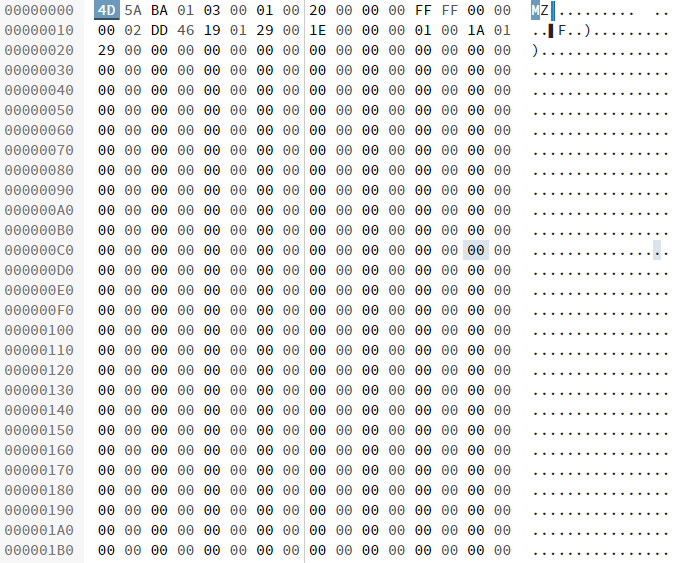 00000000 4D 5A BA 01 03 00 01 00 20 00 00 00 FF FF 00 00 MZ▌......... ..
00000010 00 02 DD 46 19 01 29 00 1E 00 00 00 01 00 1A 01 ..▌F..).........
00000020 29 00 00 00 00 00 00 00 00 00 00 00 00 00 00 00 )...............
00000030 00 00 00 00 00 00 00 00 00 00 00 00 00 00 00 00 ................
00000040 00 00 00 00 00 00 00 00 00 00 00 00 00 00 00 00 ................
00000050 00 00 00 00 00 00 00 00 00 00 00 00 00 00 00 00 ................
00000060 00 00 00 00 00 00 00 00 00 00 00 00 00 00 00 00 ................
00000070 00 00 00 00 00 00 00 00 00 00 00 00 00 00 00 00 ................
00000080 00 00 00 00 00 00 00 00 00 00 00 00 00 00 00 00 ................
00000090 00 00 00 00 00 00 00 00 00 00 00 00 00 00 00 00 ................
000000A0 00 00 00 00 00 00 00 00 00 00 00 00 00 00 00 00 ................
000000B0 00 00 00 00 00 00 00 00 00 00 00 00 00 00 00 00 ................
000000C0 00 00 00 00 00 00 00 00 00 00 00 00 00 00 00 00 ................
000000D0 00 00 00 00 00 00 00 00 00 00 00 00 00 00 00 00 ................
000000E0 00 00 00 00 00 00 00 00 00 00 00 00 00 00 00 00 ................
000000F0 00 00 00 00 00 00 00 00 00 00 00 00 00 00 00 00 ................
00000100 00 00 00 00 00 00 00 00 00 00 00 00 00 00 00 00 ................
00000110 00 00 00 00 00 00 00 00 00 00 00 00 00 00 00 00 ................
00000120 00 00 00 00 00 00 00 00 00 00 00 00 00 00 00 00 ................
00000130 00 00 00 00 00 00 00 00 00 00 00 00 00 00 00 00 ................
00000140 00 00 00 00 00 00 00 00 00 00 00 00 00 00 00 00 ................
00000150 00 00 00 00 00 00 00 00 00 00 00 00 00 00 00 00 ................
00000160 00 00 00 00 00 00 00 00 00 00 00 00 00 00 00 00 ................
00000170 00 00 00 00 00 00 00 00 00 00 00 00 00 00 00 00 ................
00000180 00 00 00 00 00 00 00 00 00 00 00 00 00 00 00 00 ................
00000190 00 00 00 00 00 00 00 00 00 00 00 00 00 00 00 00 ................
000001A0 00 00 00 00 00 00 00 00 00 00 00 00 00 00 00 00 ................
000001B0 00 00 00 00 00 00 00 00 00 00 00 00 00 00 00 00 ................